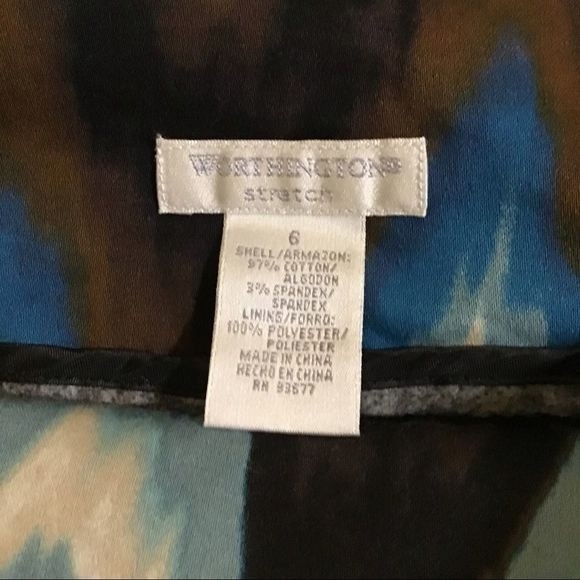 WORTHINGTON®
stretch
6
SHELL/ARMAZON:
97% COTTON/
ALGODON
3% SPANDEX/
SPANDEX
LINING/FORRO:
100% POLYESTER/
POLIESTER
MADE IN CHINA
HECHO EN CHINA
RN 93677